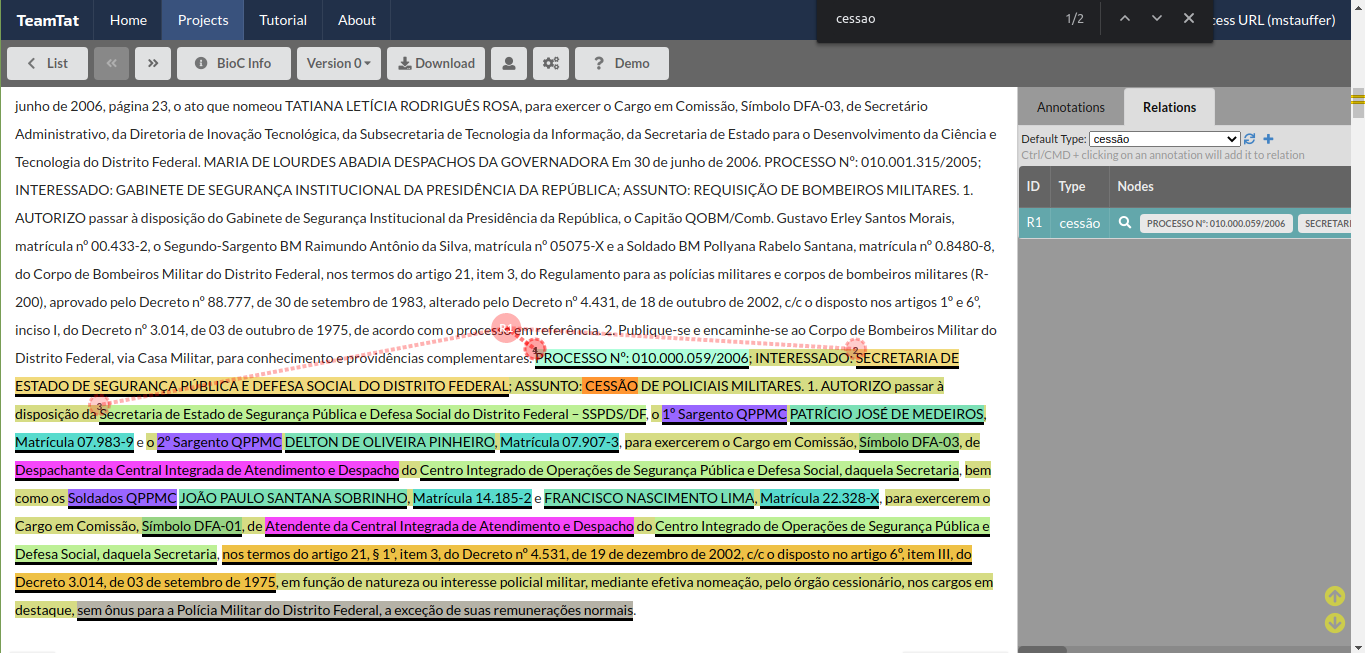 TeamTat Home Projects Tutorial About cess URL (mstauffer)
cessao 1/2
List BioC Info Version 0 Download Demo
junho de 2006, página 23, o ato que nomeou TATIANA LETÍCIA RODRIGUÊS ROSA, para exercer o Cargo em Comissão, Símbolo DFA-03, de Secretário
Administrativo, da Diretoria de Inovação Tecnológica, da Subsecretaria de Tecnologia da Informação, da Secretaria de Estado para o Desenvolvimento da Ciência e
Tecnologia do Distrito Federal. MARIA DE LOURDES ABADIA DESPACHOS DA GOVERNADORA Em 30 de junho de 2006. PROCESSO Nº: 010.001.315/2005;
INTERESSADO: GABINETE DE SEGURANÇA INSTITUCIONAL DA PRESIDÊNCIA DA REPÚBLICA; ASSUNTO: REQUISIÇÃO DE BOMBEIROS MILITARES. 1.
AUTORIZO passar à disposição do Gabinete de Segurança Institucional da Presidência da República, o Capitão QOBM/Comb. Gustavo Erley Santos Morais,
matrícula nº 00.433-2, o Segundo-Sargento BM Raimundo Antônio da Silva, matrícula nº 05075-X e a Soldado BM Pollyana Rabelo Santana, matrícula nº 0.8480-8,
do Corpo de Bombeiros Militar do Distrito Federal, nos termos do artigo 21, item 3, do Regulamento para as polícias militares e corpos de bombeiros militares (R-
200), aprovado pelo Decreto nº 88.777, de 30 de setembro de 1983, alterado pelo Decreto nº 4.431, de 18 de outubro de 2002, c/c o disposto nos artigos 1º e 6º,
inciso I, do Decreto nº 3.014, de 03 de outubro de 1975, de acordo com o processo em referência. 2. Publique-se e encaminhe-se ao Corpo de Bombeiros Militar do
R1
Distrito Federal, via Casa Militar, para conhecimento e providências complementares. PROCESSO Nº: 010.000.059/2006; INTERESSADO: SECRETARIA DE
4 2
ESTADO DE SEGURANÇA PÚBLICA E DEFESA SOCIAL DO DISTRITO FEDERAL; ASSUNTO: CESSÃO DE POLICIAIS MILITARES. 1. AUTORIZO passar à
3
disposição da Secretaria de Estado de Segurança Pública e Defesa Social do Distrito Federal – SSPDS/DF, o 1º Sargento QPPMC PATRÍCIO JOSÉ DE MEDEIROS,
Matrícula 07.983-9 e o 2º Sargento QPPMC DELTON DE OLIVEIRA PINHEIRO, Matrícula 07.907-3, para exercerem o Cargo em Comissão, Símbolo DFA-03, de
Despachante da Central Integrada de Atendimento e Despacho do Centro Integrado de Operações de Segurança Pública e Defesa Social, daquela Secretaria, bem
como os Soldados QPPMC JOÃO PAULO SANTANA SOBRINHO, Matrícula 14.185-2 e FRANCISCO NASCIMENTO LIMA, Matrícula 22.328-X, para exercerem o
Cargo em Comissão, Símbolo DFA-01, de Atendente da Central Integrada de Atendimento e Despacho do Centro Integrado de Operações de Segurança Pública e
Defesa Social, daquela Secretaria, nos termos do artigo 21, § 1º, item 3, do Decreto nº 4.531, de 19 de dezembro de 2002, c/c o disposto no artigo 6º, item III, do
Decreto 3.014, de 03 de setembro de 1975, em função de natureza ou interesse policial militar, mediante efetiva nomeação, pelo órgão cessionário, nos cargos em
destaque, sem ônus para a Polícia Militar do Distrito Federal, a exceção de suas remunerações normais.
Annotations Relations
Default Type: cessão
Ctrl/CMD + clicking on an annotation will add it to relation
ID Type Nodes
R1 cessão PROCESSO Nº: 010.000.059/2006 SECRETARI